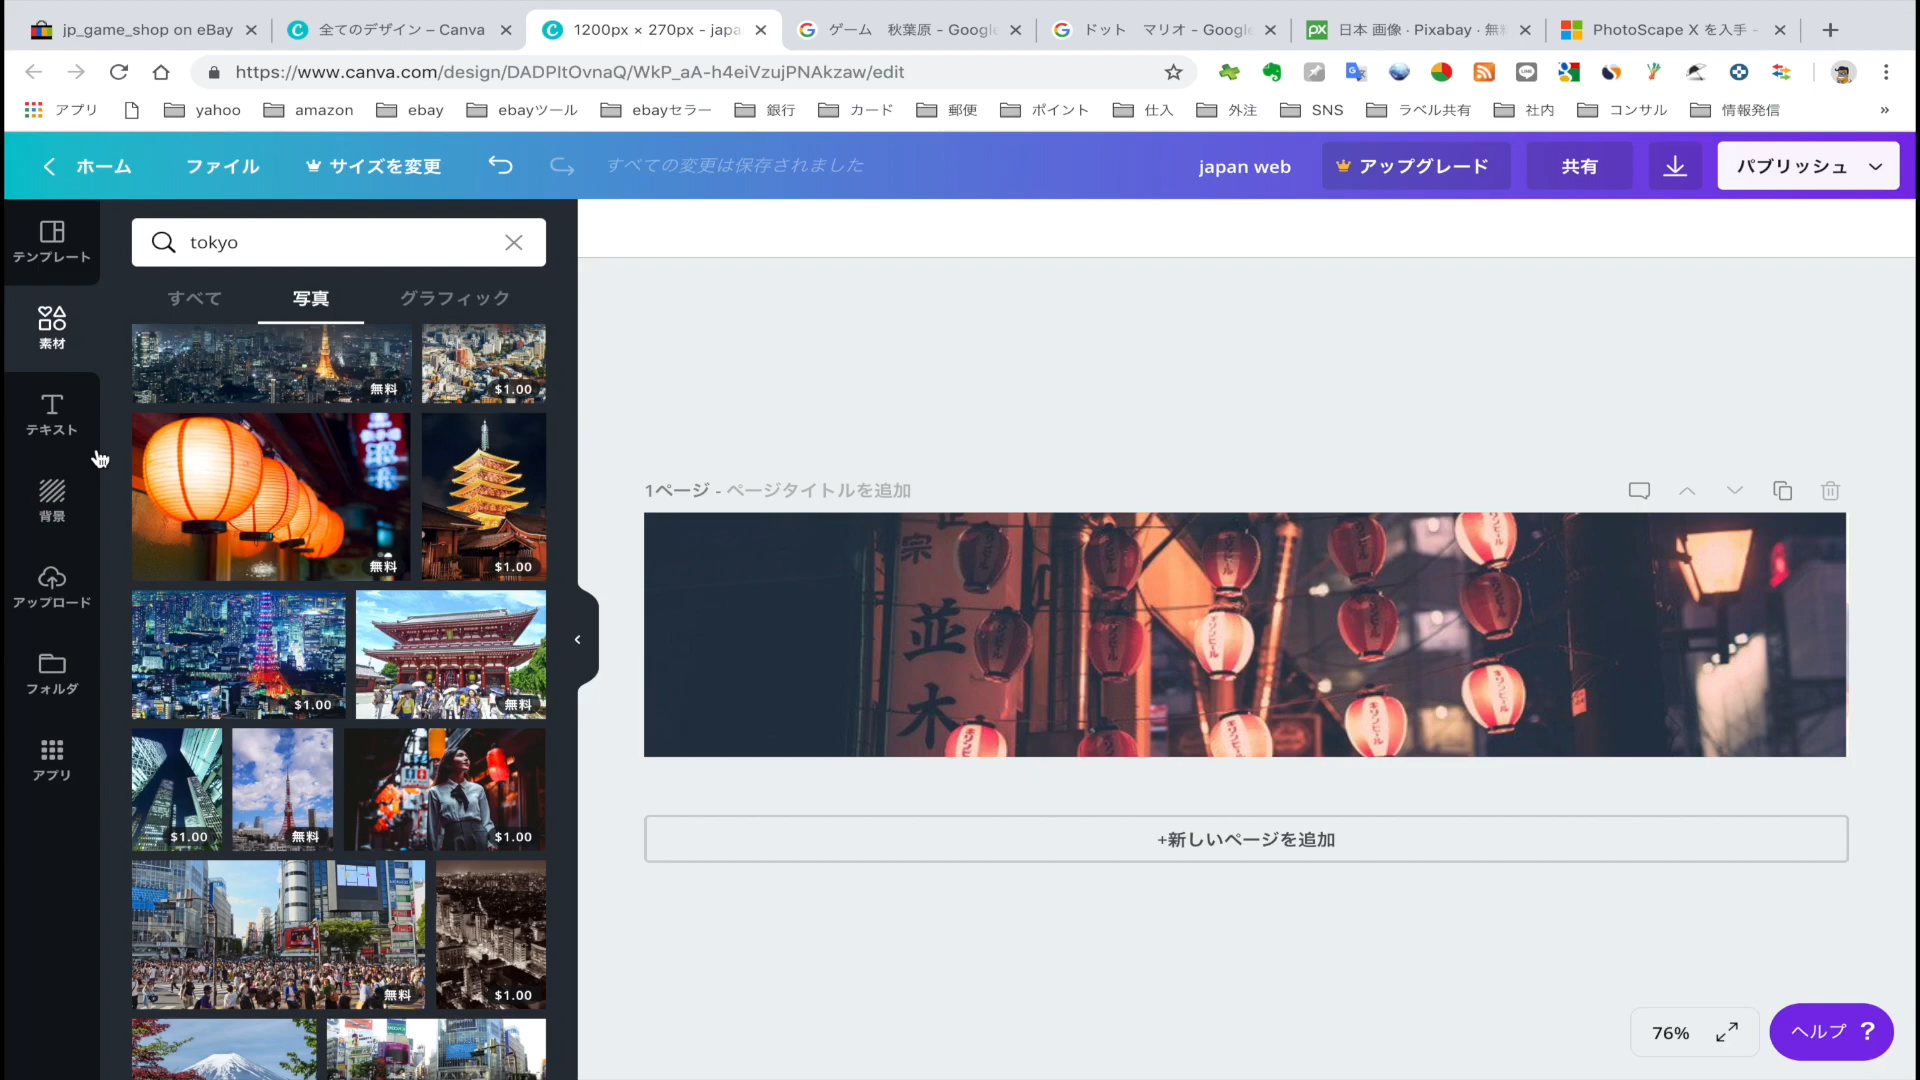 jp_game_shop on eBay
全てのデザイン – Canva
1200px × 270px - japa
ゲーム 秋葉原 - Google
ドット マリオ - Google
日本 画像 · Pixabay · 無料
PhotoScape X を入手 -
https://www.canva.com/design/DADPItOvnaQ/WkP_aA-h4eiVzujPNAkzaw/edit
アプリ yahoo amazon ebay ebayツール ebayセラー 銀行 カード 郵便 ポイント 仕入 外注 SNS ラベル共有 社内 コンサル 情報発信 »
ホーム ファイル サイズを変更 すべての変更は保存されました japan web アップグレード 共有 パブリッシュ
テンプレート
素材
テキスト
背景
アップロード
フォルダ
アプリ
tokyo
すべて 写真 グラフィック
無料 $1.00
無料 $1.00
$1.00 無料
$1.00 無料 $1.00
無料 $1.00
1ページ - ページタイトルを追加
宗
並
木
キリンビール
+新しいページを追加
76%
ヘルプ ?